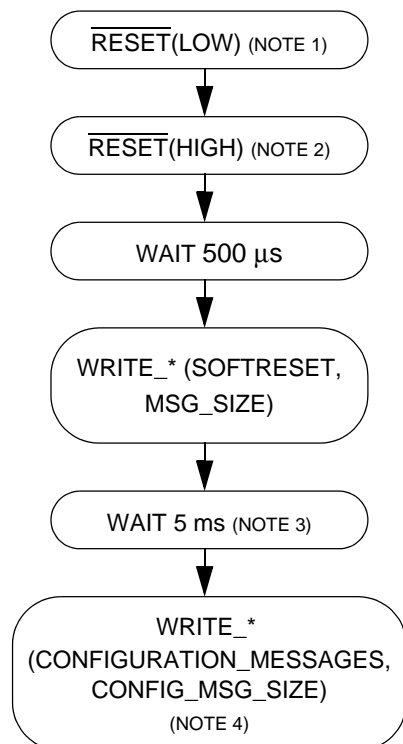 RESET(LOW) (NOTE 1)
RESET(HIGH) (NOTE 2)
WAIT 500 μs
WRITE_* (SOFTRESET,
MSG_SIZE)
WAIT 5 ms (NOTE 3)
WRITE_*
(CONFIGURATION_MESSAGES,
CONFIG_MSG_SIZE)
(NOTE 4)